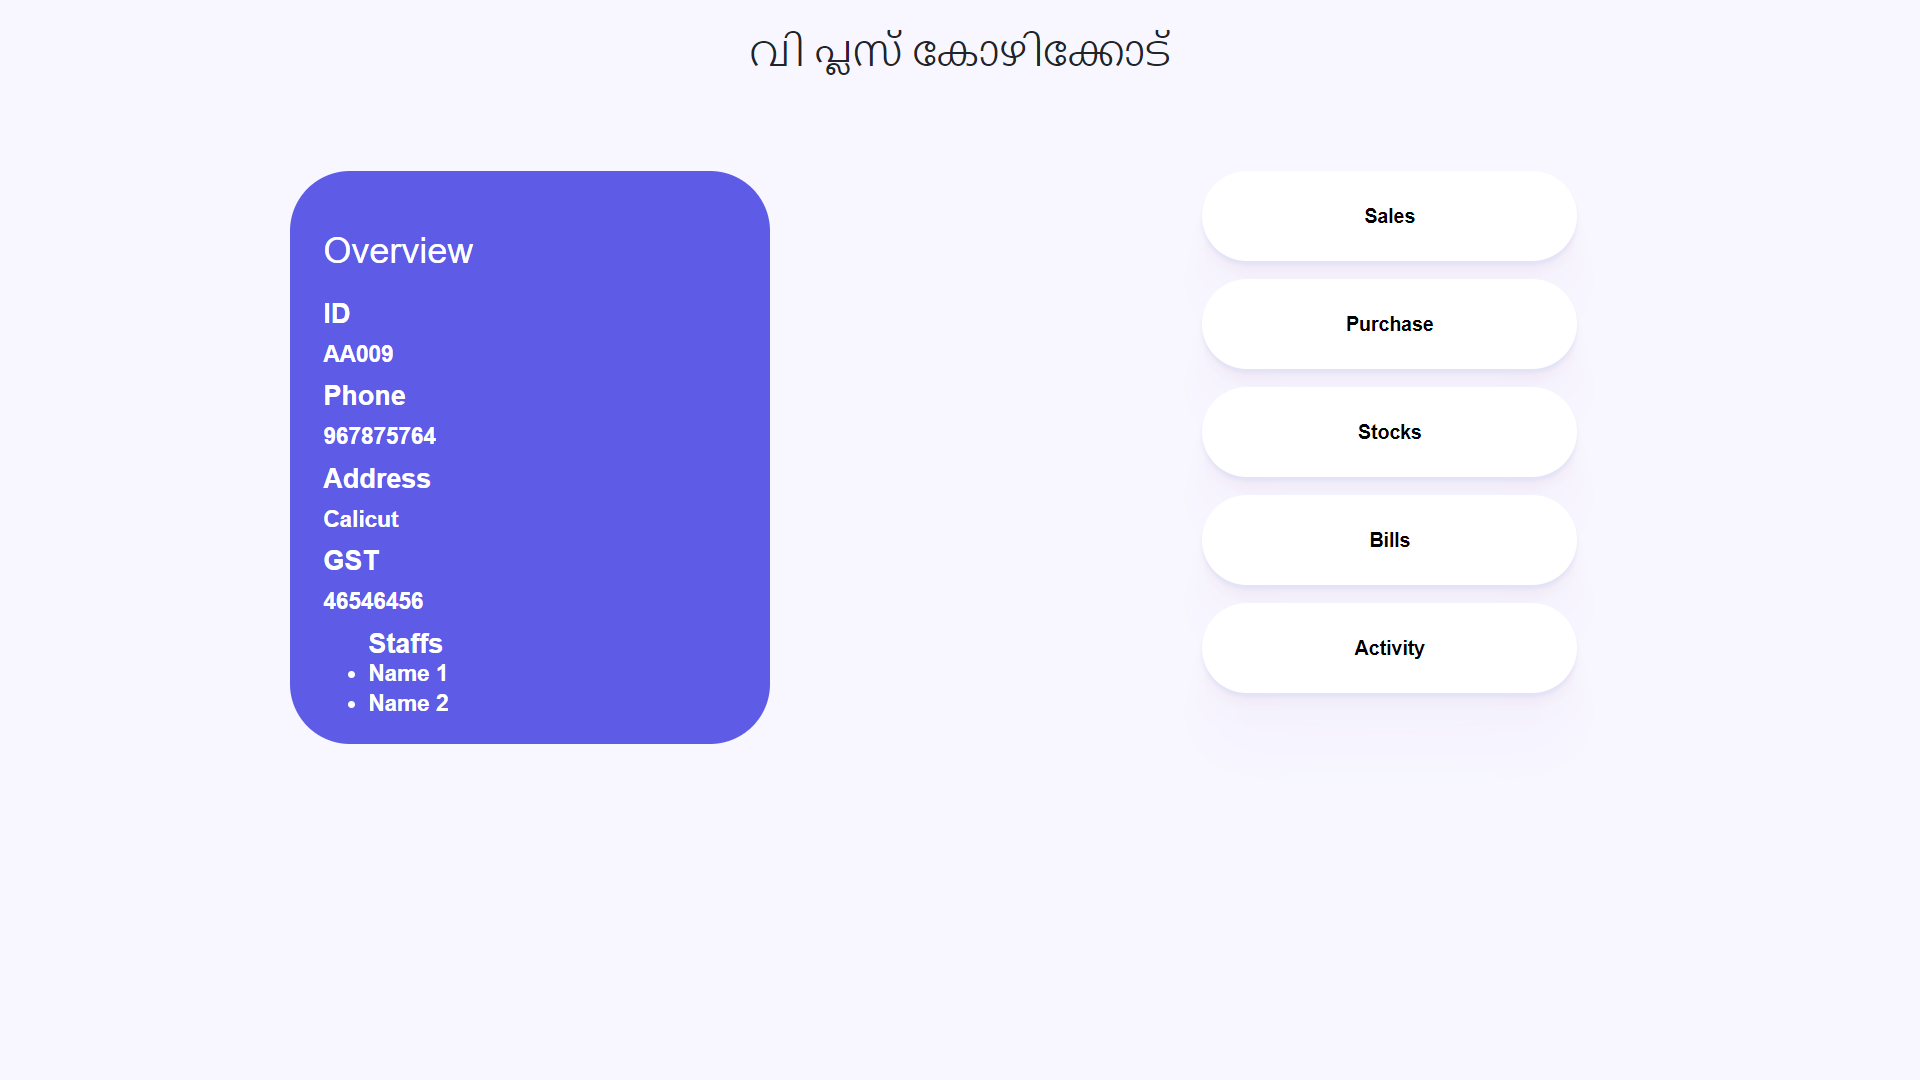 വി പ്ലസ് കോഴിക്കോട്
Overview
ID
AA009
Phone
967875764
Address
Calicut
GST
46546456
Staffs
Name 1
Name 2
Sales
Purchase
Stocks
Bills
Activity